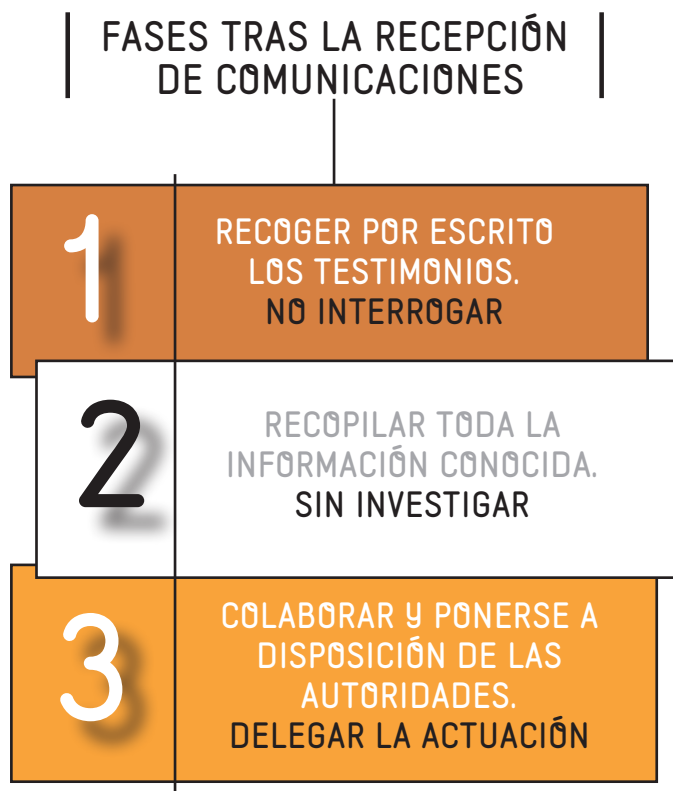 FASES TRAS LA RECEPCIÓN
DE COMUNICACIONES
1
RECOGER POR ESCRITO
LOS TESTIMONIOS.
NO INTERROGAR
2
RECOPILAR TODA LA
INFORMACIÓN CONOCIDA.
SIN INVESTIGAR
3
COLABORAR Y PONERSE A
DISPOSICIÓN DE LAS
AUTORIDADES.
DELEGAR LA ACTUACIÓN